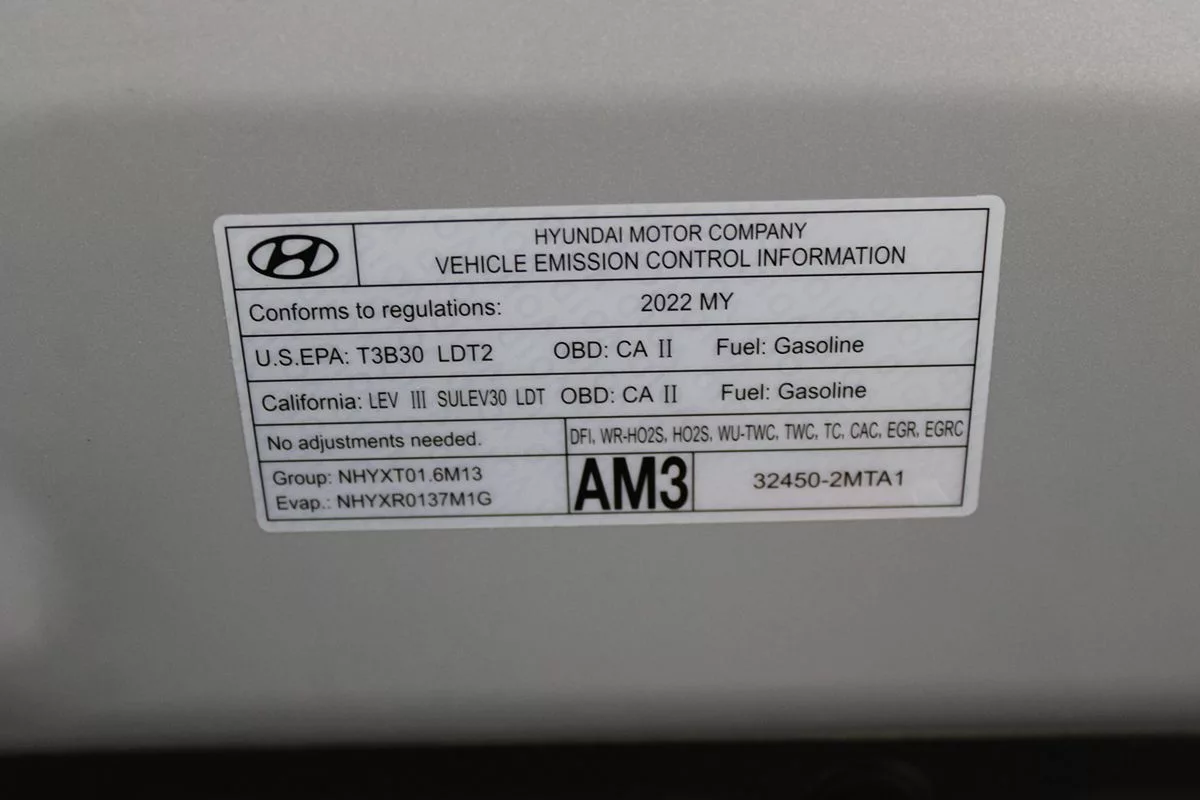 HYUNDAI MOTOR COMPANY
VEHICLE EMISSION CONTROL INFORMATION
Conforms to regulations: 2022 MY
U.S.EPA: T3B30 LDT2 OBD: CA II Fuel: Gasoline
California: LEV III SULEV30 LDT OBD: CA II Fuel: Gasoline
No adjustments needed. DFI, WR-HO2S, HO2S, WU-TWC, TWC, TC, CAC, EGR, EGRC
Group: NHYXT01.6M13
Evap.: NHYXR0137M1G
AM3 32450-2MTA1